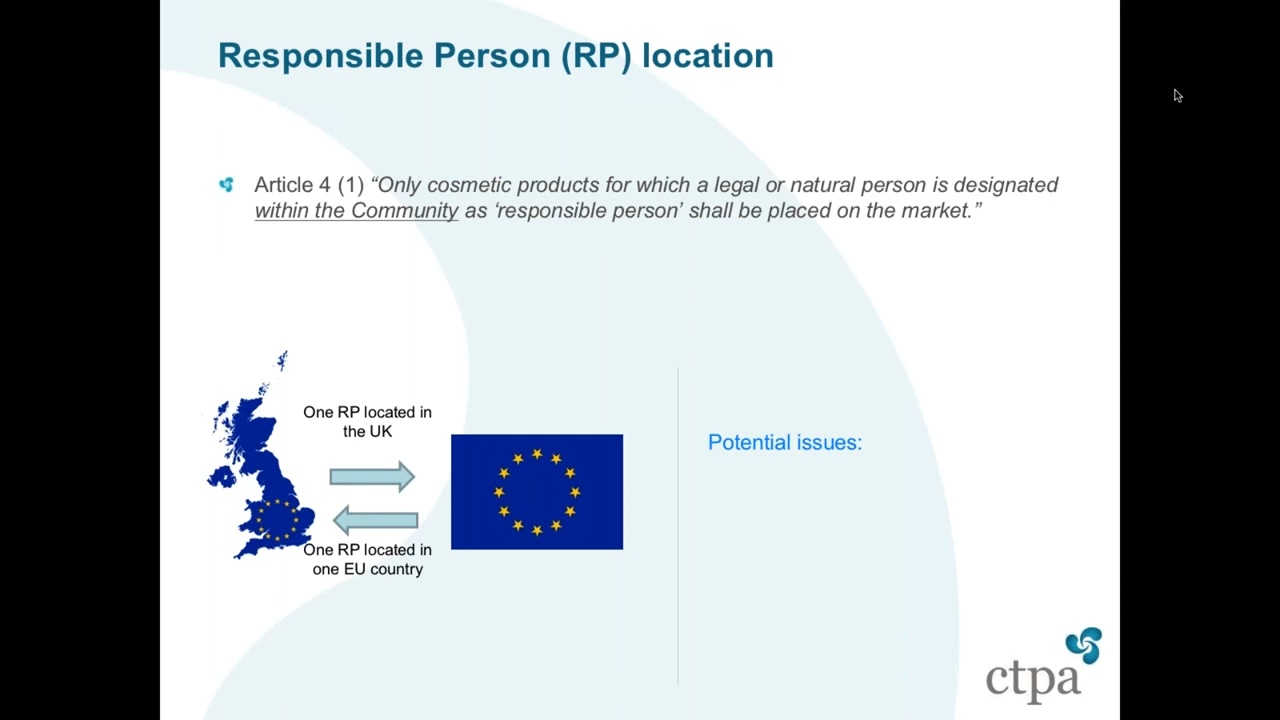 Responsible Person (RP) location
Article 4 (1) “Only cosmetic products for which a legal or natural person is designated
within the Community as ‘responsible person’ shall be placed on the market.”
One RP located in
the UK
One RP located in
one EU country
Potential issues:
ctpa